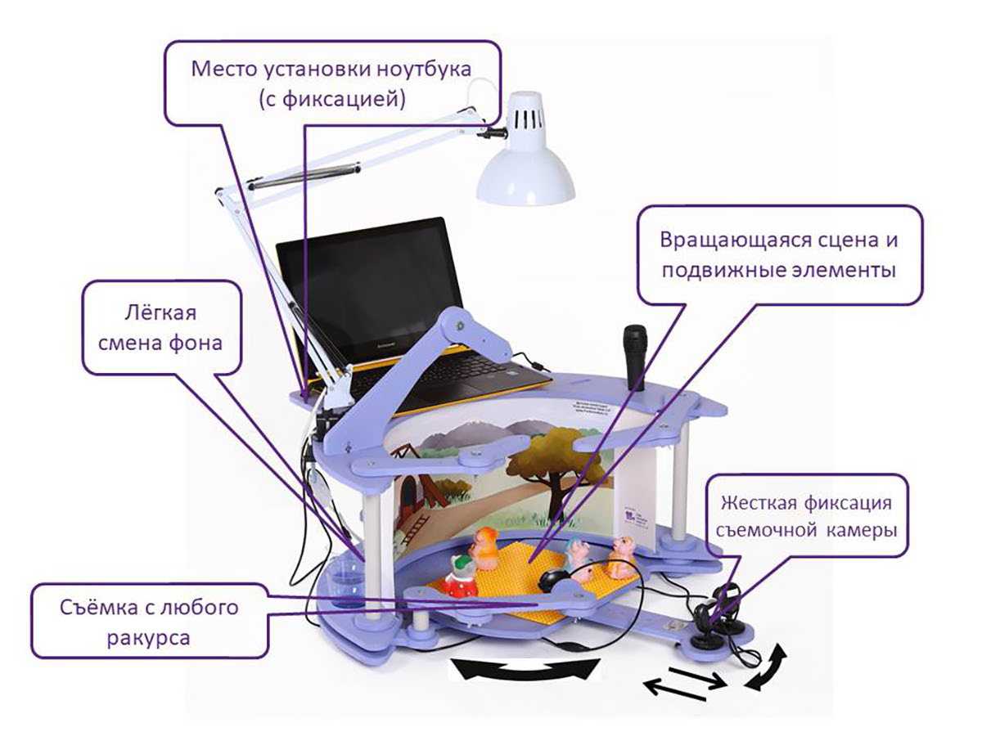 Место установки ноутбука
(с фиксацией)
Вращающаяся сцена и
подвижные элементы
Лёгкая
смена фона
Жесткая фиксация
съемочной камеры
Съёмка с любого
ракурса